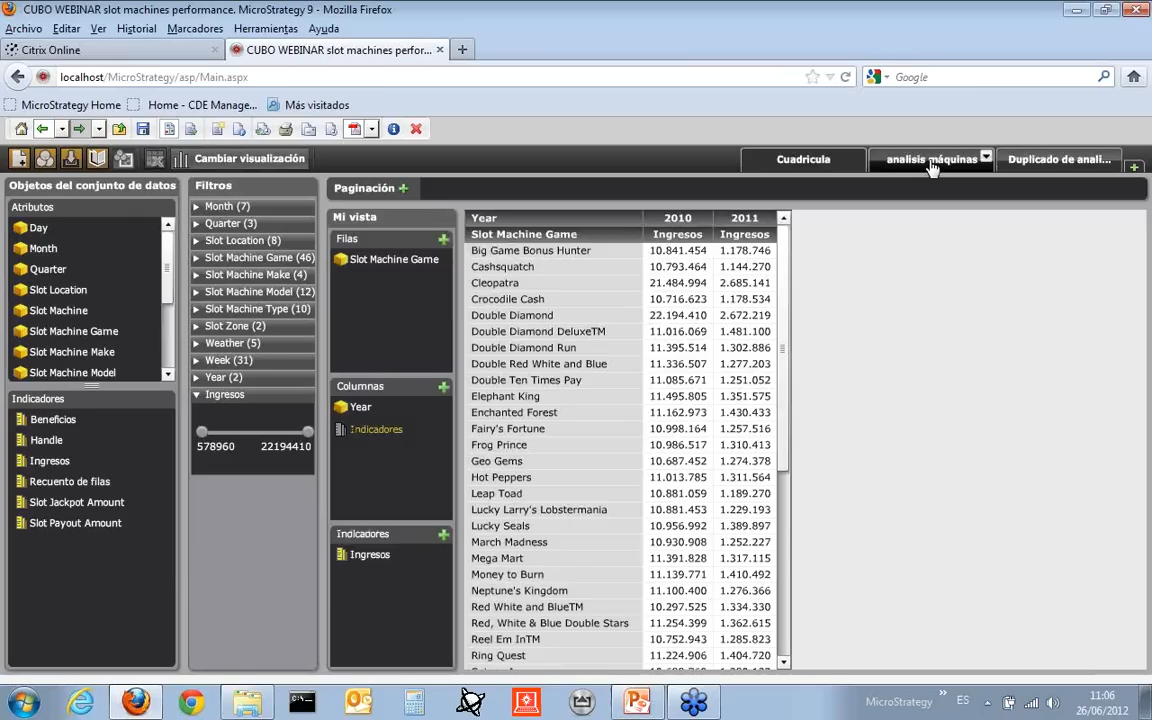 CUBO WEBINAR slot machines performance. MicroStrategy 9 - Mozilla Firefox
Archivo Editar Ver Historial Marcadores Herramientas Ayuda
Citrix Online
CUBO WEBINAR slot machines perfor...
localhost/MicroStrategy/asp/Main.aspx
Google
MicroStrategy Home
Home - CDE Manage...
Más visitados
Cambiar visualización
Cuadricula
analisis máquinas
Duplicado de anali...
Objetos del conjunto de datos
Atributos
Day
Month
Quarter
Slot Location
Slot Machine
Slot Machine Game
Slot Machine Make
Slot Machine Model
Indicadores
Beneficios
Handle
Ingresos
Recuento de filas
Slot Jackpot Amount
Slot Payout Amount
Filtros
Month (7)
Quarter (3)
Slot Location (8)
Slot Machine Game (46)
Slot Machine Make (4)
Slot Machine Model (12)
Slot Machine Type (10)
Slot Zone (2)
Weather (5)
Week (31)
Year (2)
Ingresos
578960 22194410
Paginación
Mi vista
Filas
Slot Machine Game
Columnas
Year
Indicadores
Indicadores
Ingresos
Year 2010 2011
Slot Machine Game Ingresos Ingresos
Big Game Bonus Hunter 10.841.454 1.178.746
Cashsquatch 10.793.464 1.144.270
Cleopatra 21.484.994 2.685.141
Crocodile Cash 10.716.623 1.178.534
Double Diamond 22.194.410 2.672.219
Double Diamond DeluxeTM 11.016.069 1.481.100
Double Diamond Run 11.395.514 1.302.886
Double Red White and Blue 11.336.507 1.277.203
Double Ten Times Pay 11.085.671 1.251.052
Elephant King 11.495.805 1.351.575
Enchanted Forest 11.162.973 1.430.433
Fairy's Fortune 10.998.164 1.257.516
Frog Prince 10.986.517 1.310.413
Geo Gems 10.687.452 1.274.378
Hot Peppers 11.013.785 1.311.564
Leap Toad 10.881.059 1.189.270
Lucky Larry's Lobstermania 10.881.453 1.229.193
Lucky Seals 10.956.992 1.389.897
March Madness 10.930.908 1.252.227
Mega Mart 11.391.828 1.317.115
Money to Burn 11.139.771 1.410.492
Neptune's Kingdom 11.100.400 1.276.366
Red White and BlueTM 10.297.525 1.334.330
Red, White & Blue Double Stars 11.254.399 1.362.615
Reel Em InTM 10.752.943 1.285.823
Ring Quest 11.224.906 1.404.720
MicroStrategy
ES
11:06
26/06/2012